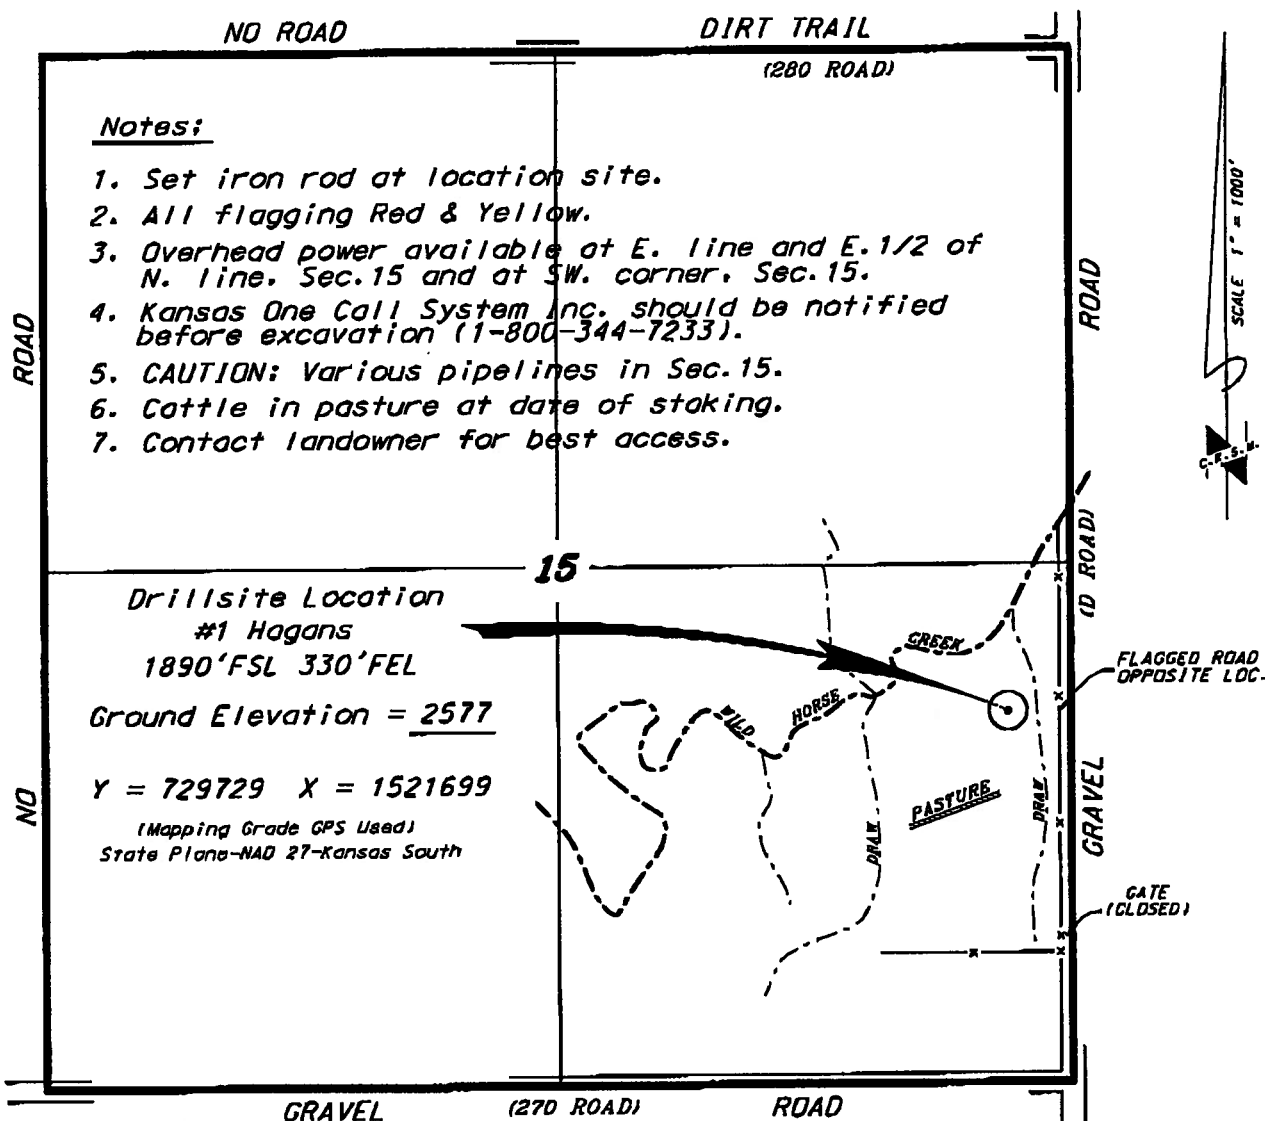 NO ROAD
DIRT TRAIL
(280 ROAD)
Notes:
1. Set iron rod at location site.
2. All flagging Red & Yellow.
3. Overhead power available at E. line and E.1/2 of
N. line. Sec.15 and at SW. corner. Sec.15.
4. Kansas One Call System Inc. should be notified
before excavation (1-800-344-7233).
5. CAUTION: Various pipelines in Sec.15.
6. Cattle in pasture at date of staking.
7. Contact landowner for best access.
SCALE 1" = 1000'
ROAD
ROAD
15
(D ROAD)
Drillsite Location
#1 Hagans
1890'FSL 330'FEL
Ground Elevation = 2577
Y = 729729 X = 1521699
(Mapping Grade GPS Used)
State Plane-NAD 27-Kansas South
WILD
HORSE
CREEK
FLAGGED ROAD
OPPOSITE LOC.
PASTURE
DRAW
DRAW
NO
GRAVEL
GATE
(CLOSED)
GRAVEL
(270 ROAD)
ROAD